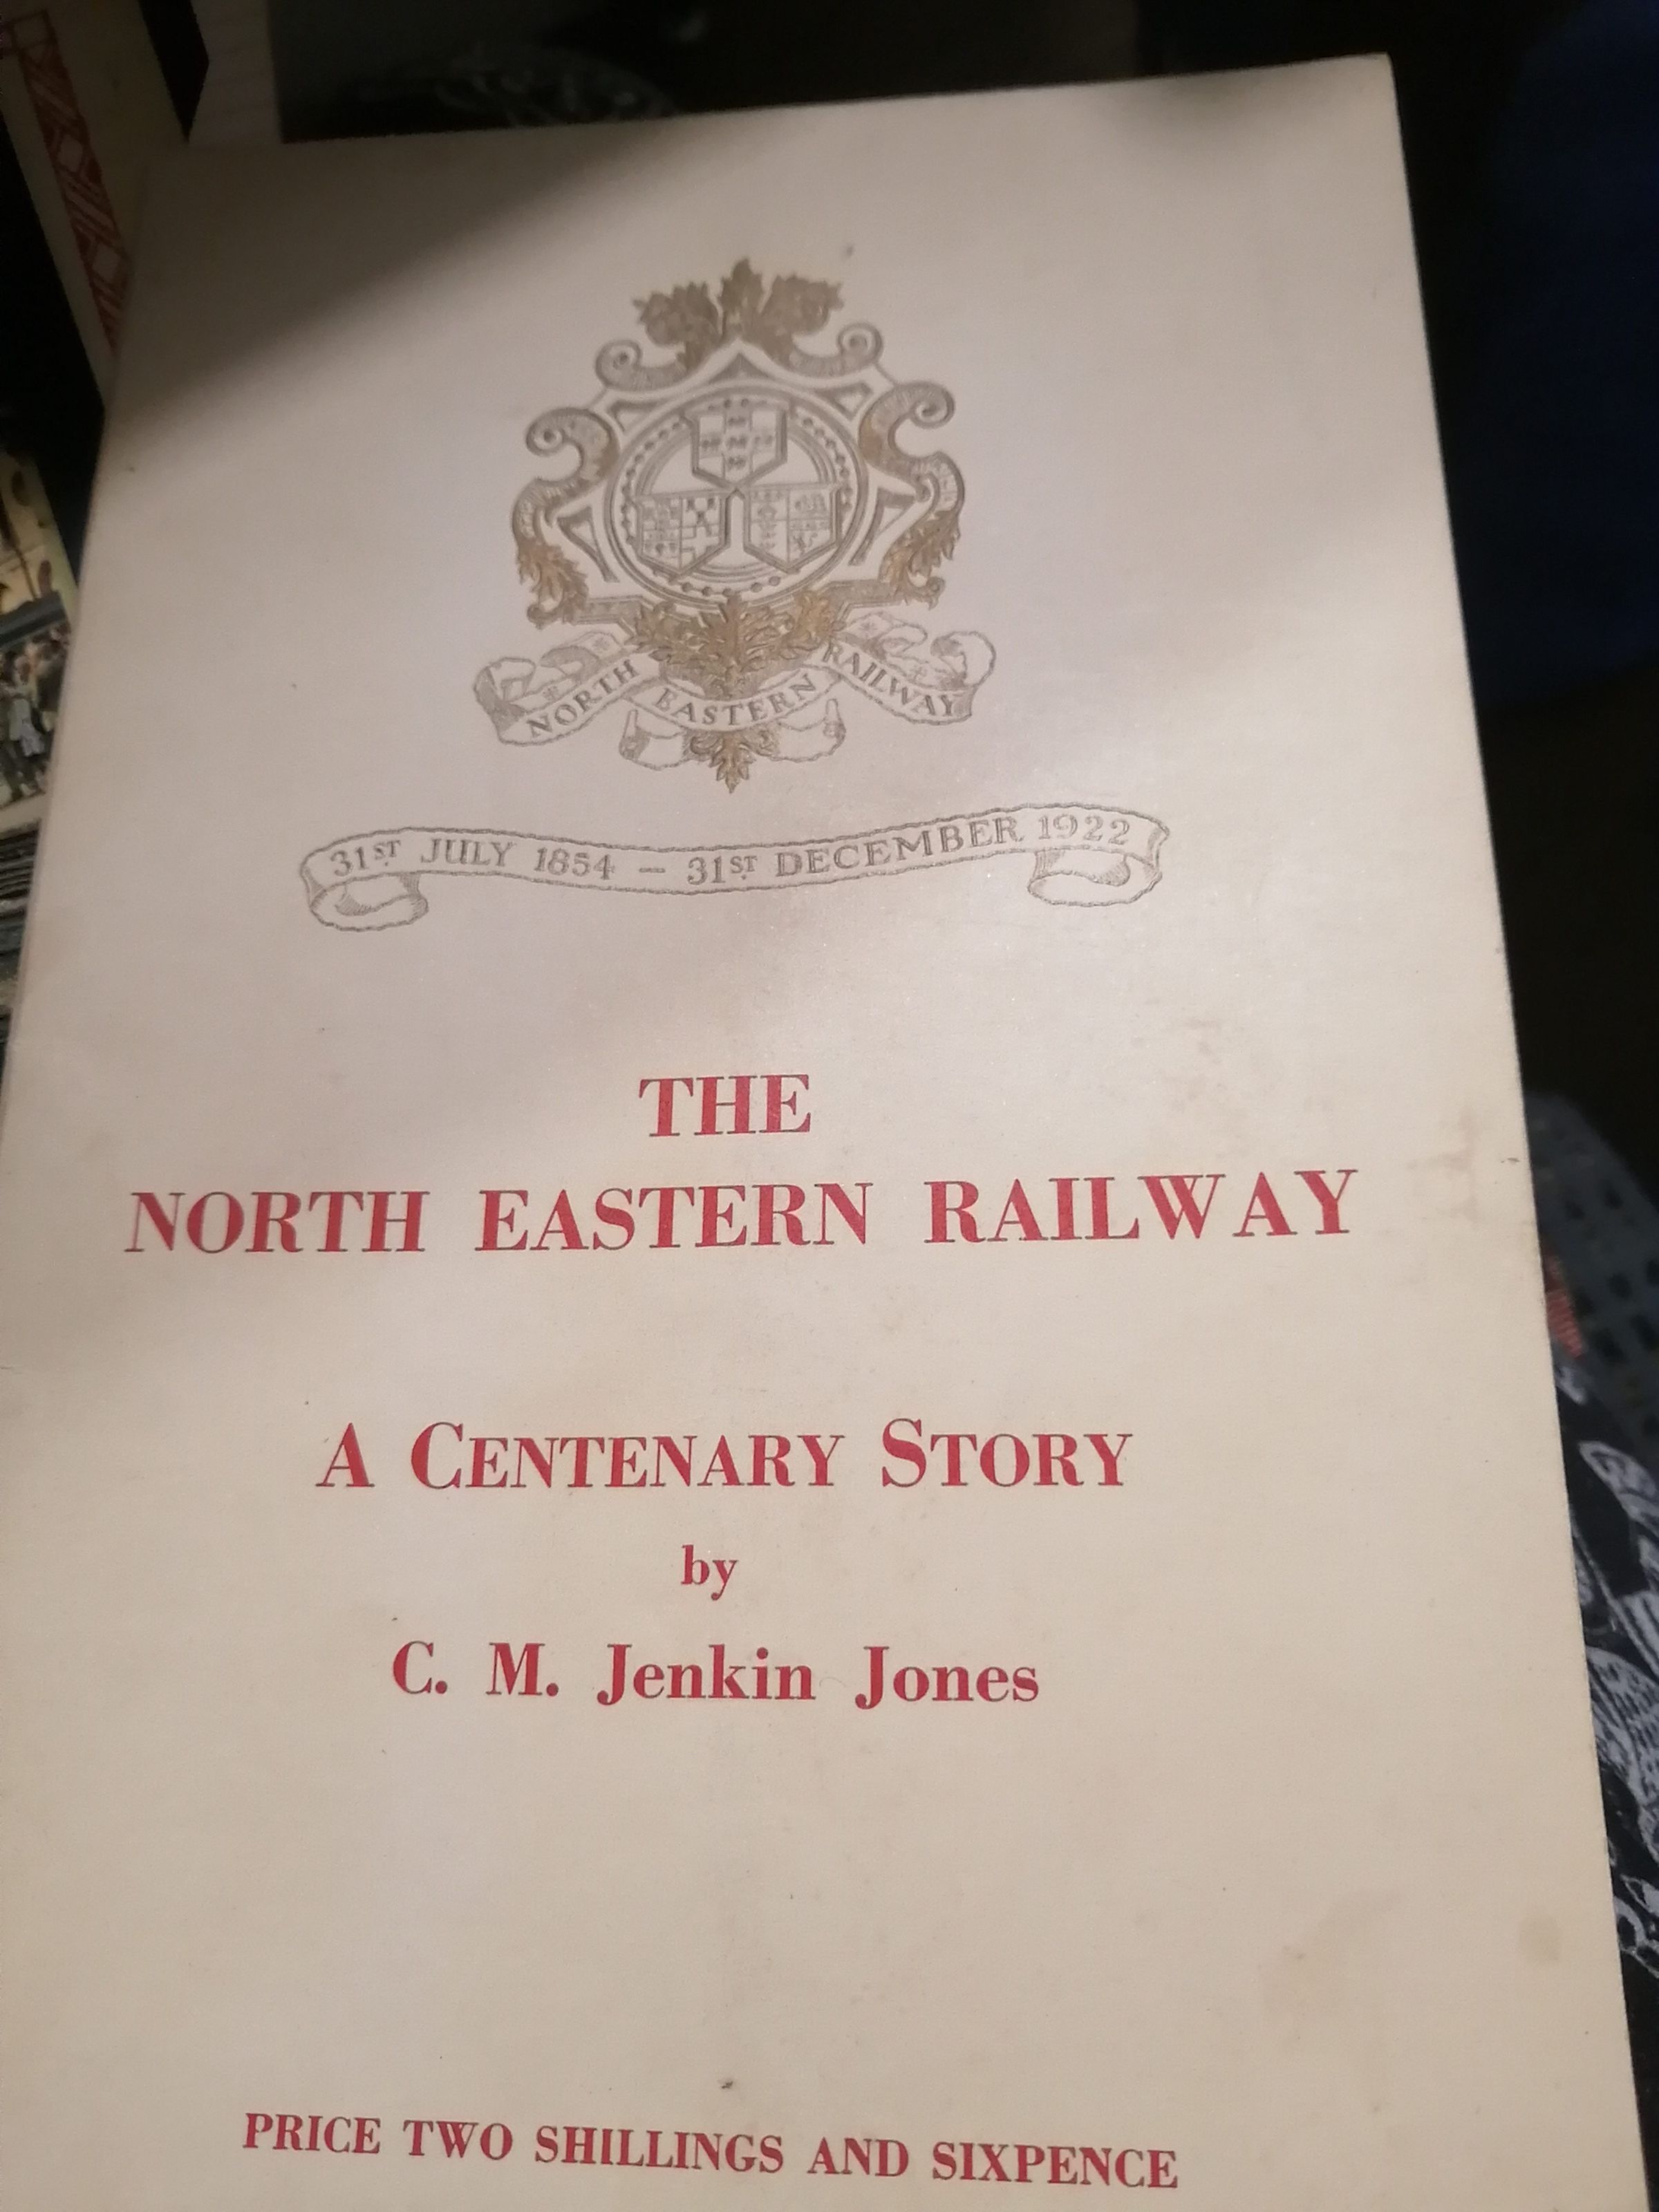 NORTH EASTERN RAILWAY
31ST JULY 1854 — 31ST DECEMBER 1922
THE
NORTH EASTERN RAILWAY
A CENTENARY STORY
by
C. M. Jenkin Jones
PRICE TWO SHILLINGS AND SIXPENCE